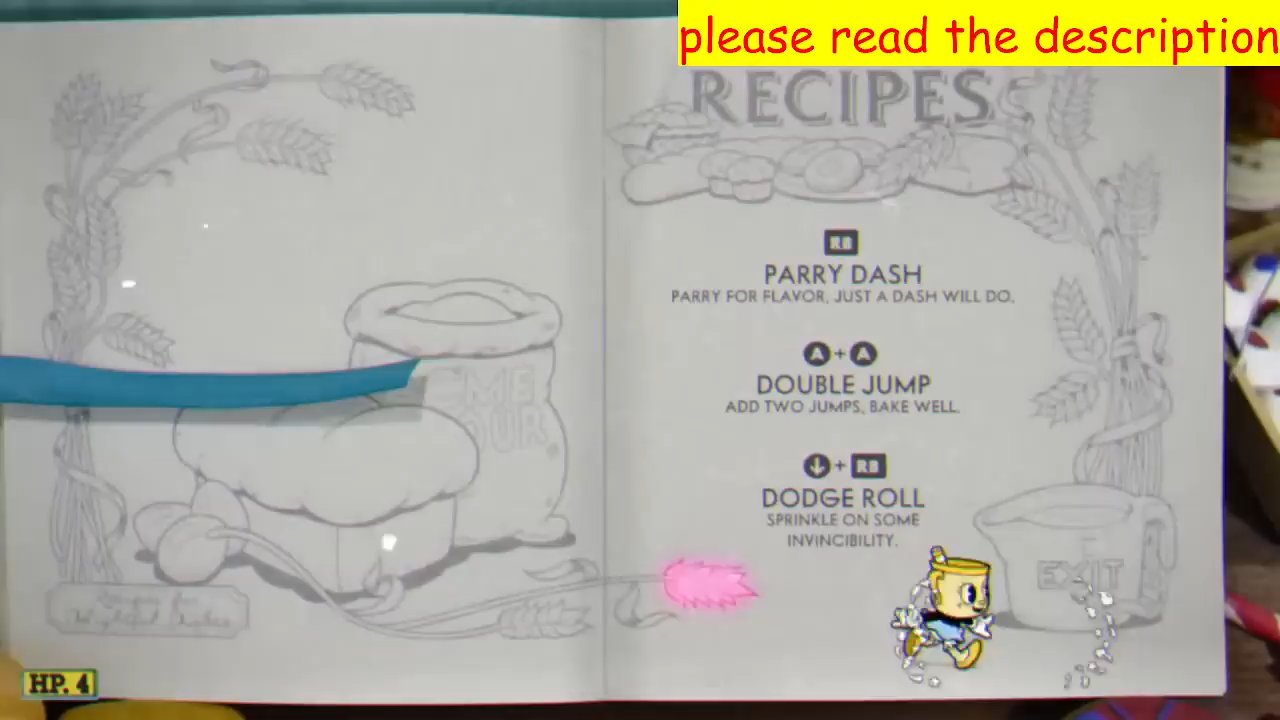 please read the description
RECIPES
RB
PARRY DASH
PARRY FOR FLAVOR, JUST A DASH WILL DO.
A + A
DOUBLE JUMP
ADD TWO JUMPS, BAKE WELL.
+ RB
DODGE ROLL
SPRINKLE ON SOME
INVINCIBILITY.
EXIT
HP. 4